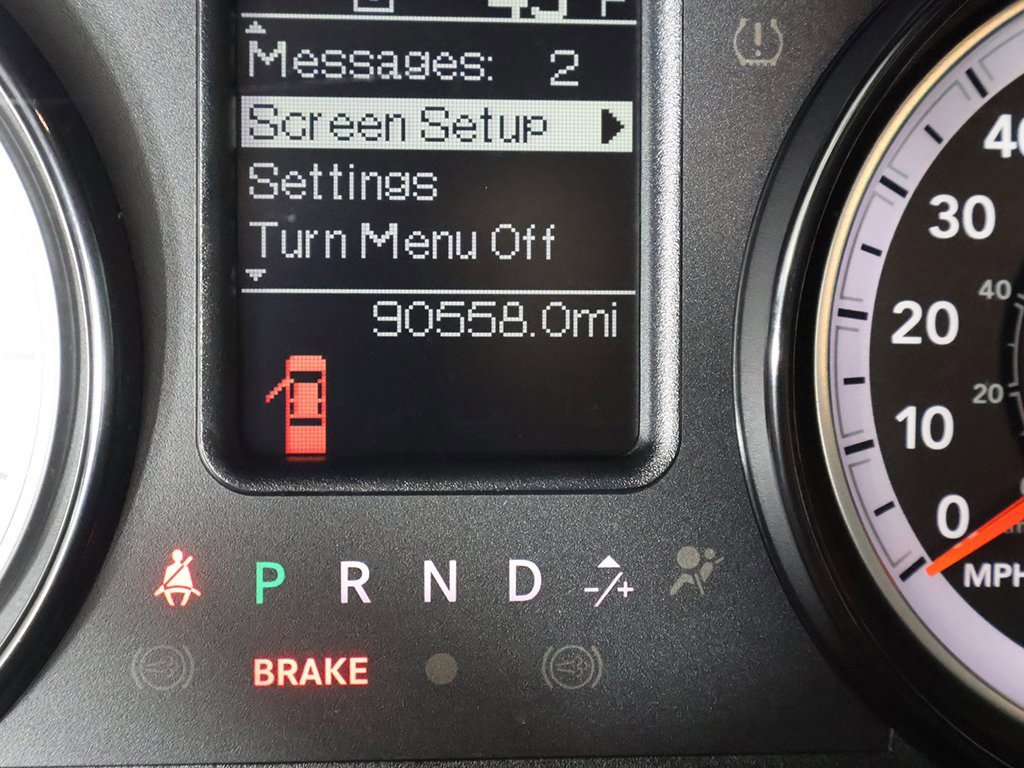 Messages: 2
Screen Setup
Settings
Turn Menu Off
90558.0mi
40
30
20
10
0
MPH
40
20
P R N D -/+
BRAKE